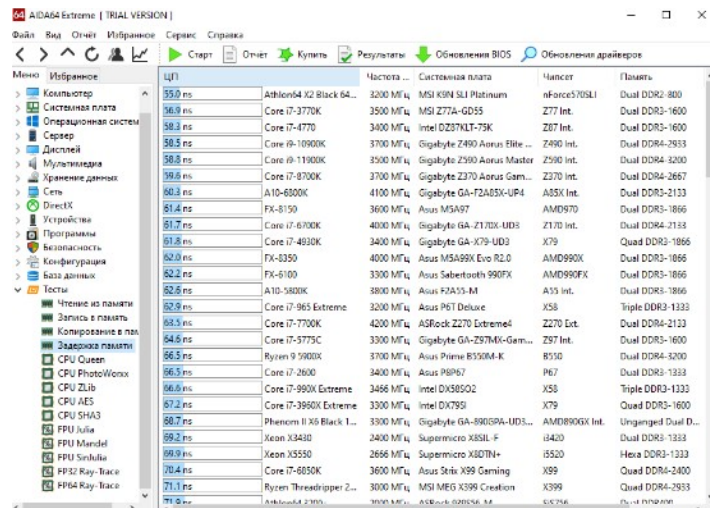 64 AIDA64 Extreme [ TRIAL VERSION ]
Файл Вид Отчёт Избранное Сервис Справка
Старт Отчёт Купить Результаты Обновления BIOS Обновления драйверов
Меню Избранное
Компьютер
Системная плата
Операционная систем
Сервер
Дисплей
Мультимедиа
Хранение данных
Сеть
DirectX
Устройства
Программы
Безопасность
Конфигурация
База данных
Тесты
Чтение из памяти
Запись в память
Копирование в пам
Задержка памяти
CPU Queen
CPU PhotoWorxx
CPU ZLib
CPU AES
CPU SHA3
FPU Julia
FPU Mandel
FPU SinJulia
FP32 Ray-Trace
FP64 Ray-Trace
ЦП Частота ... Системная плата Чипсет Память
55.0 ns Athlon64 X2 Black 64... 3200 МГц MSI K9N SLI Platinum nForce570SLI Dual DDR2-800
56.9 ns Core i7-3770K 3500 МГц MSI Z77A-GD55 Z77 Int. Dual DDR3-1600
58.3 ns Core i7-4770 3400 МГц Intel DZ87KLT-75K Z87 Int. Dual DDR3-1600
58.5 ns Core i9-10900K 3700 МГц Gigabyte Z490 Aorus Elite ... Z490 Int. Dual DDR4-2933
58.8 ns Core i9-11900K 3500 МГц Gigabyte Z590 Aorus Master Z590 Int. Dual DDR4-3200
59.6 ns Core i7-8700K 3700 МГц Gigabyte Z370 Aorus Gam... Z370 Int. Dual DDR4-2667
60.3 ns A10-6800K 4100 МГц Gigabyte GA-F2A85X-UP4 A85X Int. Dual DDR3-2133
61.4 ns FX-8150 3600 МГц Asus M5A97 AMD970 Dual DDR3-1866
61.7 ns Core i7-6700K 4000 МГц Gigabyte GA-Z170X-UD3 Z170 Int. Dual DDR4-2133
61.8 ns Core i7-4930K 3400 МГц Gigabyte GA-X79-UD3 X79 Quad DDR3-1866
62.0 ns FX-8350 4000 МГц Asus M5A99X Evo R2.0 AMD990X Dual DDR3-1866
62.2 ns FX-6100 3300 МГц Asus Sabertooth 990FX AMD990FX Dual DDR3-1866
62.6 ns A10-5800K 3800 МГц Asus F2A55-M A55 Int. Dual DDR3-1866
62.9 ns Core i7-965 Extreme 3200 МГц Asus P6T Deluxe X58 Triple DDR3-1333
63.5 ns Core i7-7700K 4200 МГц ASRock Z270 Extreme4 Z270 Ext. Dual DDR4-2133
64.6 ns Core i7-5775C 3300 МГц Gigabyte GA-Z97MX-Gam... Z97 Int. Dual DDR3-1600
66.5 ns Ryzen 9 5900X 3700 МГц Asus Prime B550M-K B550 Dual DDR4-3200
66.5 ns Core i7-2600 3400 МГц Asus P8P67 P67 Dual DDR3-1333
66.6 ns Core i7-990X Extreme 3466 МГц Intel DX58SO2 X58 Triple DDR3-1333
67.2 ns Core i7-3960X Extreme 3300 МГц Intel DX79SI X79 Quad DDR3-1600
68.7 ns Phenom II X6 Black 1... 3300 МГц Gigabyte GA-890GPA-UD3... AMD890GX Int. Unganged Dual D...
69.2 ns Xeon X3430 2400 МГц Supermicro X8SIL-F i3420 Dual DDR3-1333
69.9 ns Xeon X5550 2666 МГц Supermicro X8DTN+ i5520 Hexa DDR3-1333
70.4 ns Core i7-6850K 3600 МГц Asus Strix X99 Gaming X99 Quad DDR4-2400
71.1 ns Ryzen Threadripper 2... 3000 МГц MSI MEG X399 Creation X399 Quad DDR4-2933
71.9 ns Athlon64 3200+ 2000 МГц ASRock 939S56-M SiS756 Dual DDR400